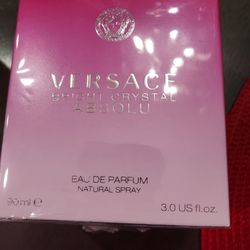 VERSACE
BRIGHT CRYSTAL
ABSOLU
EAU DE PARFUM
NATURAL SPRAY
90 ml ℮
3.0 US fl.oz.